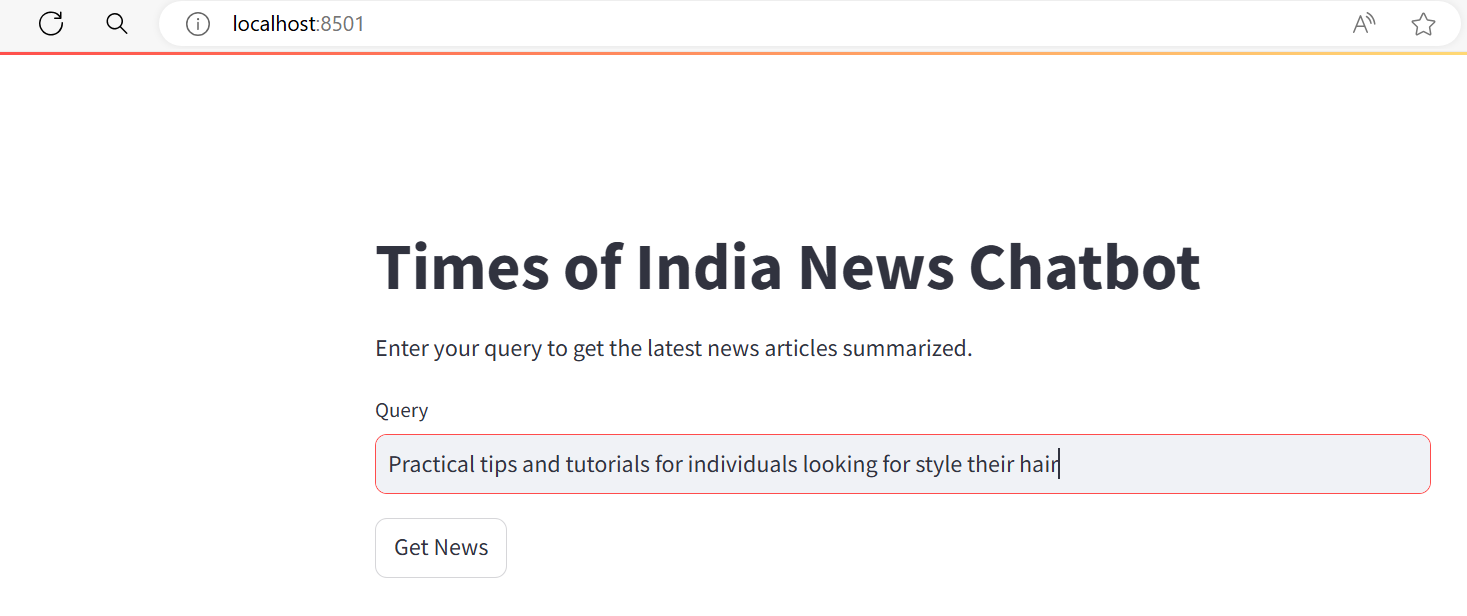 localhost:8501
Times of India News Chatbot
Enter your query to get the latest news articles summarized.
Query
Practical tips and tutorials for individuals looking for style their hair
Get News